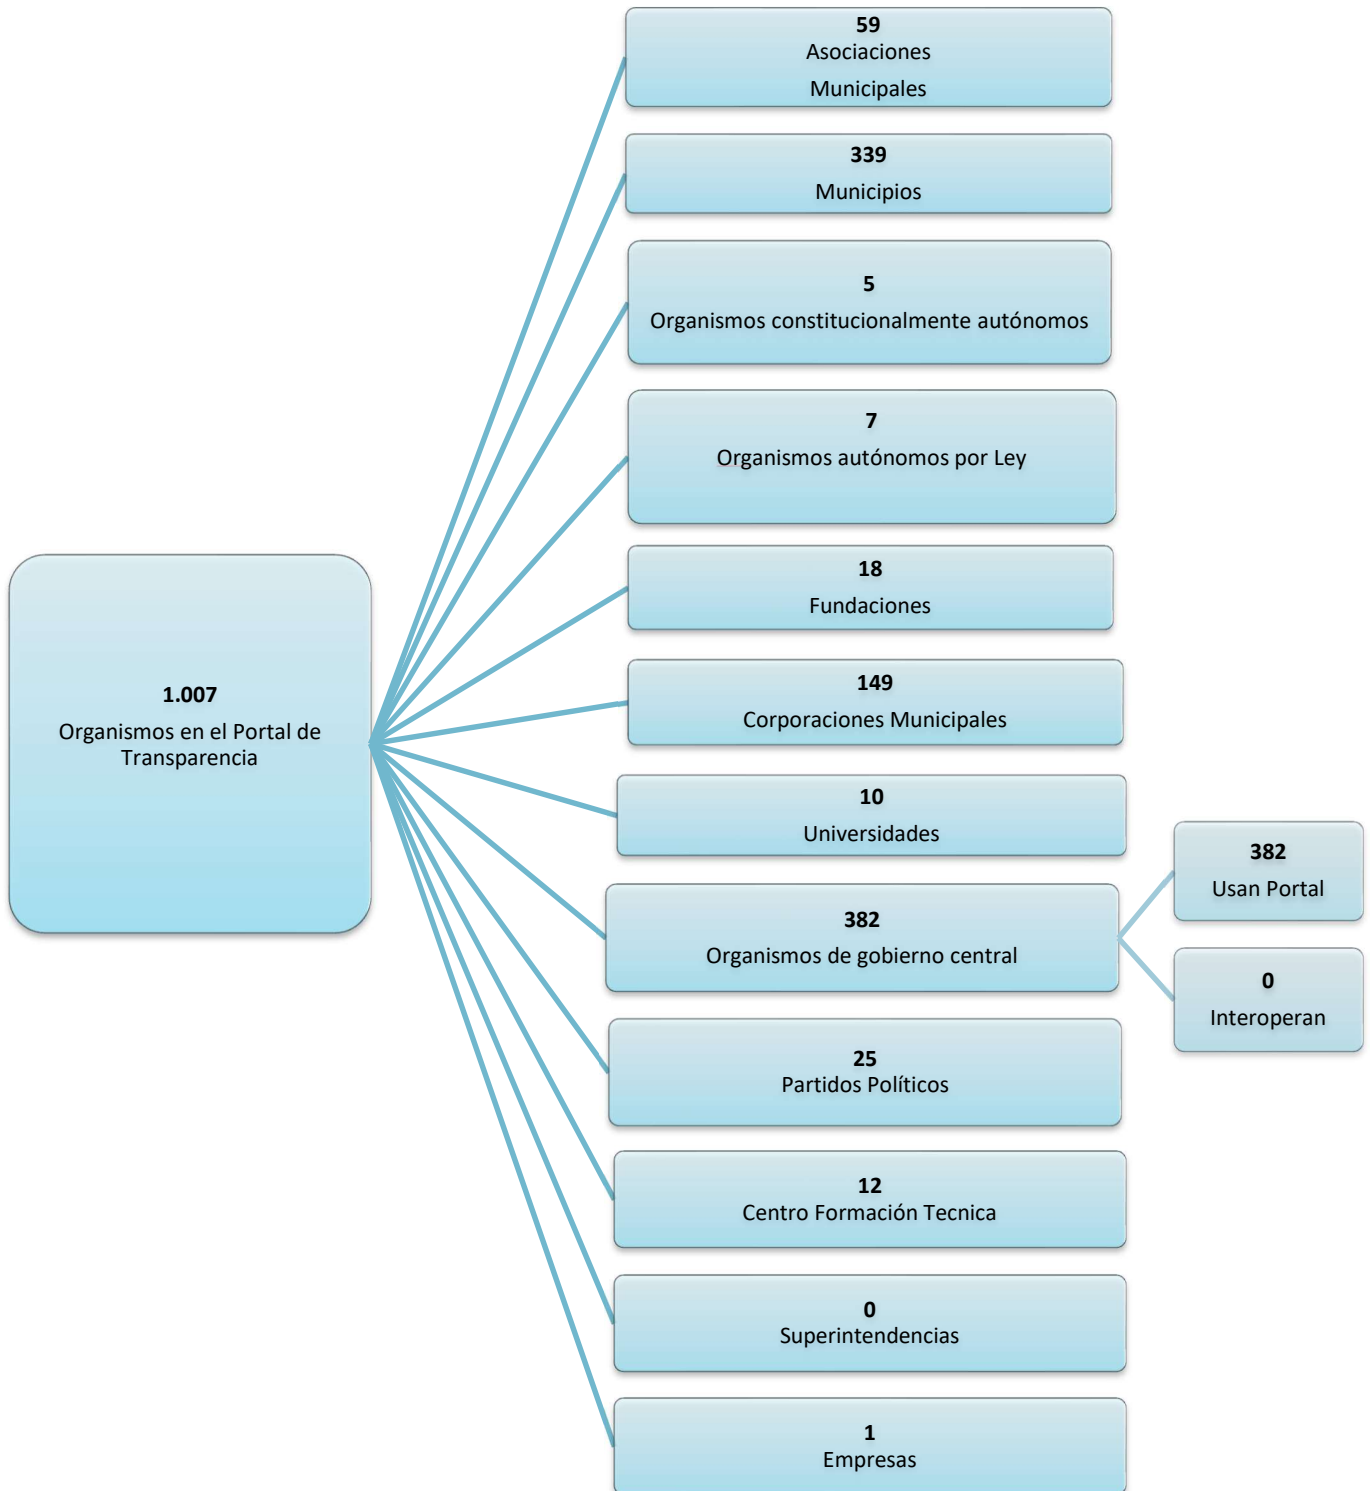 59
Asociaciones
Municipales
339
Municipios
5
Organismos constitucionalmente autónomos
7
Organismos autónomos por Ley
18
Fundaciones
1.007
Organismos en el Portal de
Transparencia
149
Corporaciones Municipales
10
Universidades
382
Organismos de gobierno central
382
Usan Portal
0
Interoperan
25
Partidos Políticos
12
Centro Formación Tecnica
0
Superintendencias
1
Empresas